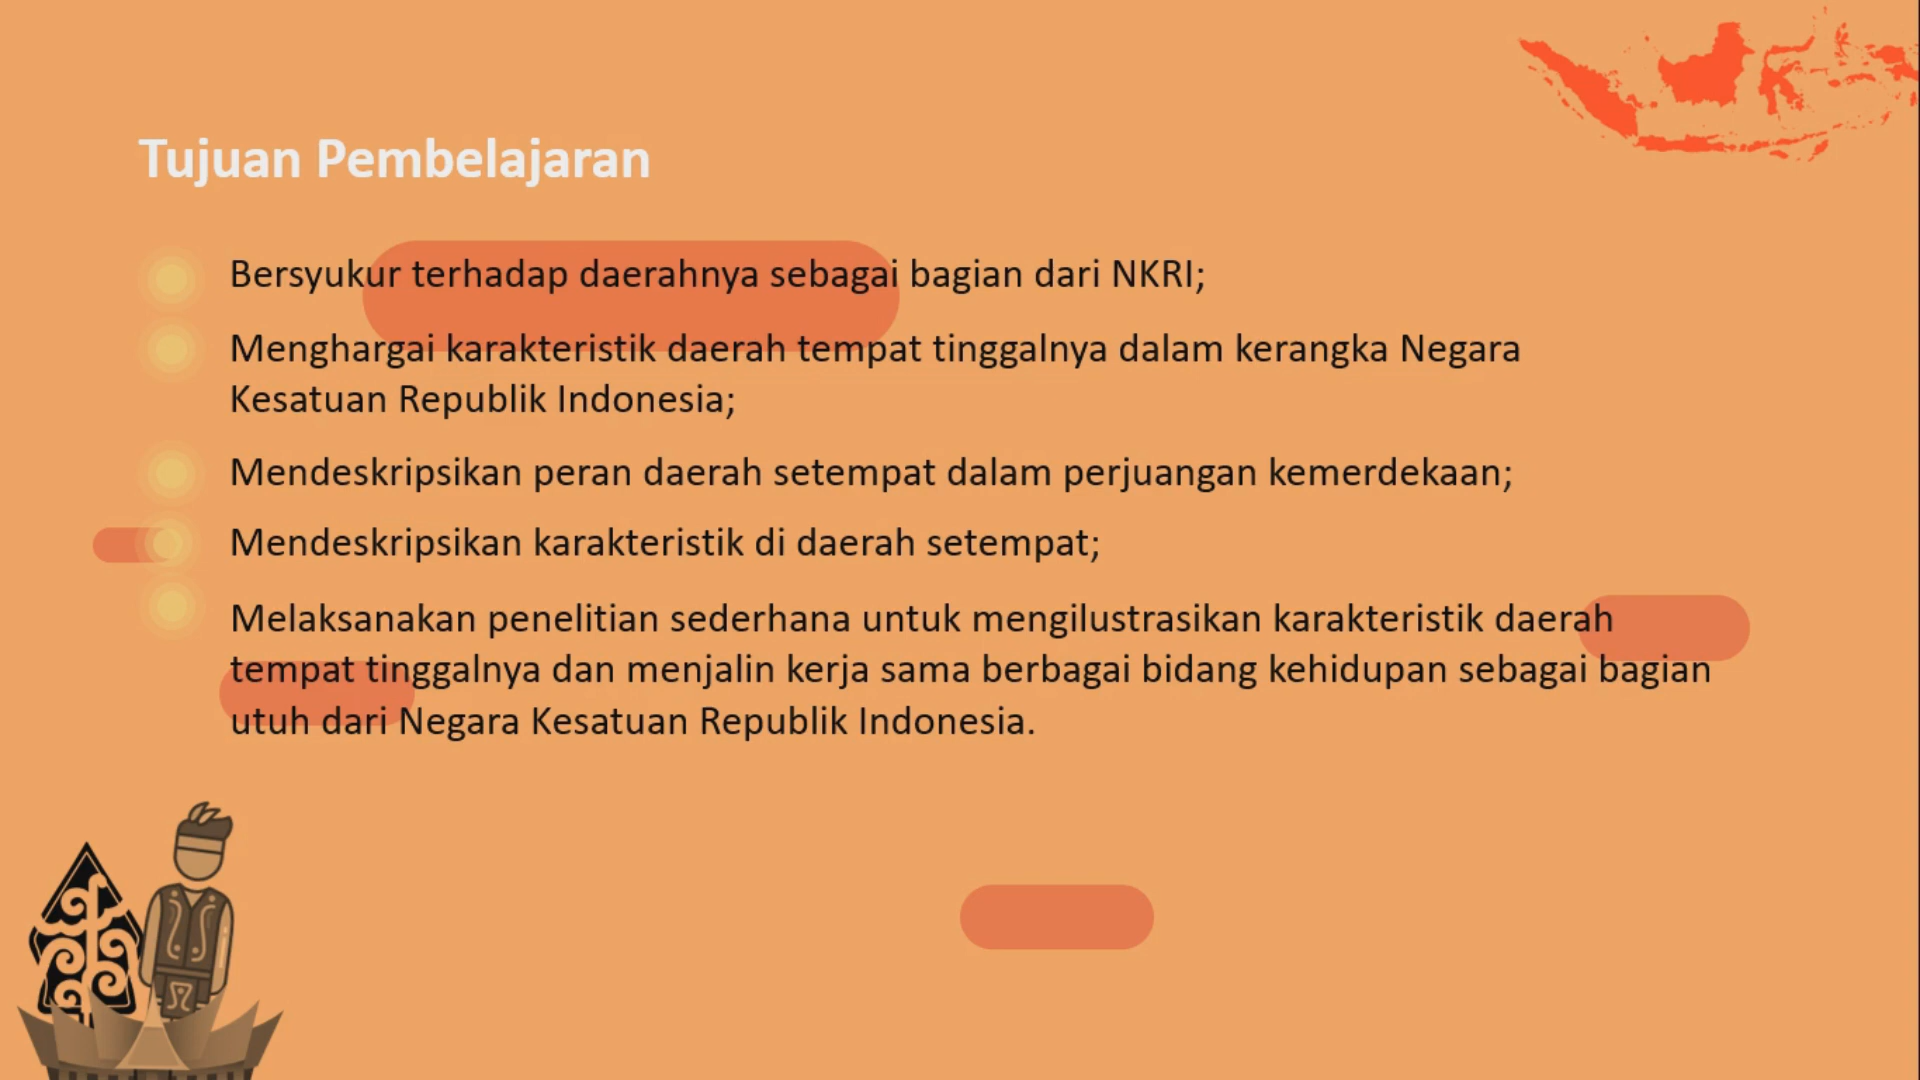 Tujuan Pembelajaran
Bersyukur terhadap daerahnya sebagai bagian dari NKRI;
Menghargai karakteristik daerah tempat tinggalnya dalam kerangka Negara
Kesatuan Republik Indonesia;
Mendeskripsikan peran daerah setempat dalam perjuangan kemerdekaan;
Mendeskripsikan karakteristik di daerah setempat;
Melaksanakan penelitian sederhana untuk mengilustrasikan karakteristik daerah
tempat tinggalnya dan menjalin kerja sama berbagai bidang kehidupan sebagai bagian
utuh dari Negara Kesatuan Republik Indonesia.